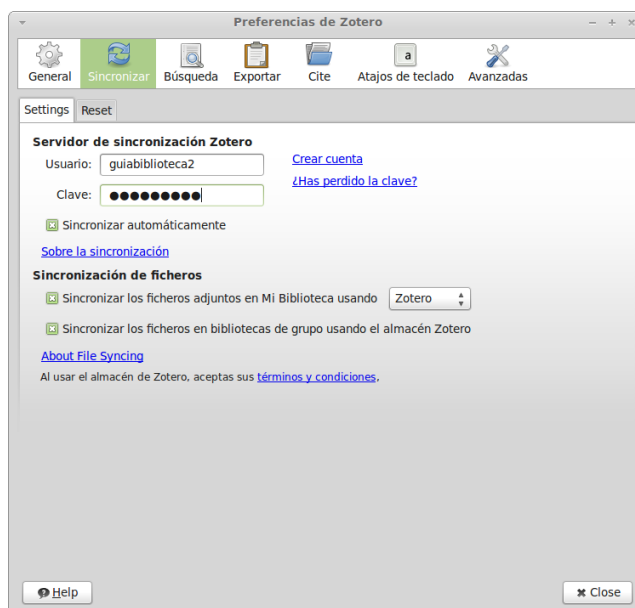 Preferencias de Zotero
General Sincronizar Búsqueda Exportar Cite Atajos de teclado Avanzadas
Settings Reset
Servidor de sincronización Zotero
Usuario: guiabiblioteca2 Crear cuenta
¿Has perdido la clave?
Clave: ●●●●●●●●●
Sincronizar automáticamente
Sobre la sincronización
Sincronización de ficheros
Sincronizar los ficheros adjuntos en Mi Biblioteca usando Zotero
Sincronizar los ficheros en bibliotecas de grupo usando el almacén Zotero
About File Syncing
Al usar el almacén de Zotero, aceptas sus términos y condiciones.
Help Close